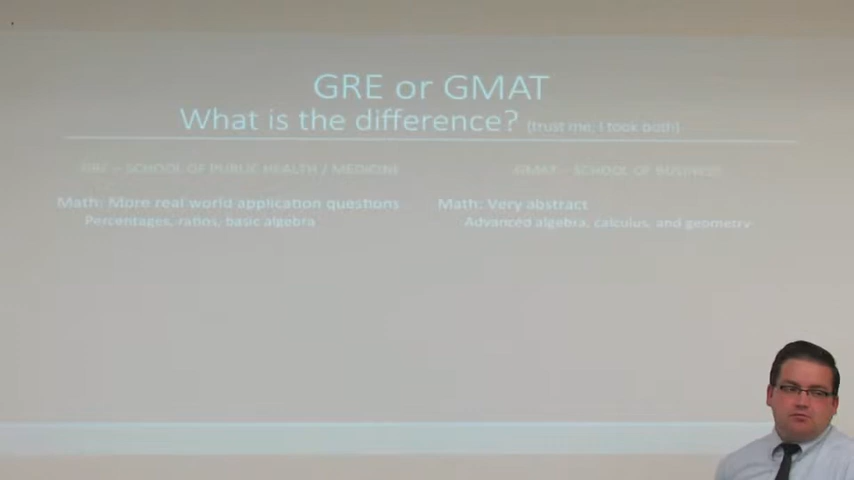 GRE or GMAT
What is the difference? (trust me, I took both)
GRE – SCHOOL OF PUBLIC HEALTH / MEDICINE
GMAT – SCHOOL OF BUSINESS
Math: More real world application questions
Percentages, ratios, basic algebra
Math: Very abstract
Advanced algebra, calculus, and geometry